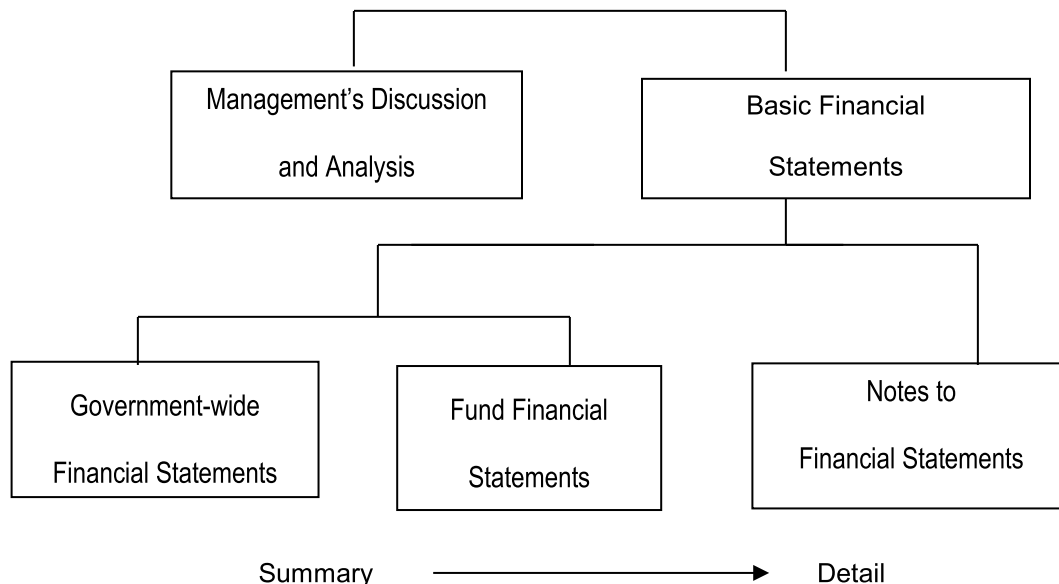 Management’s Discussion
and Analysis
Basic Financial
Statements
Government-wide
Financial Statements
Fund Financial
Statements
Notes to
Financial Statements
Summary
Detail